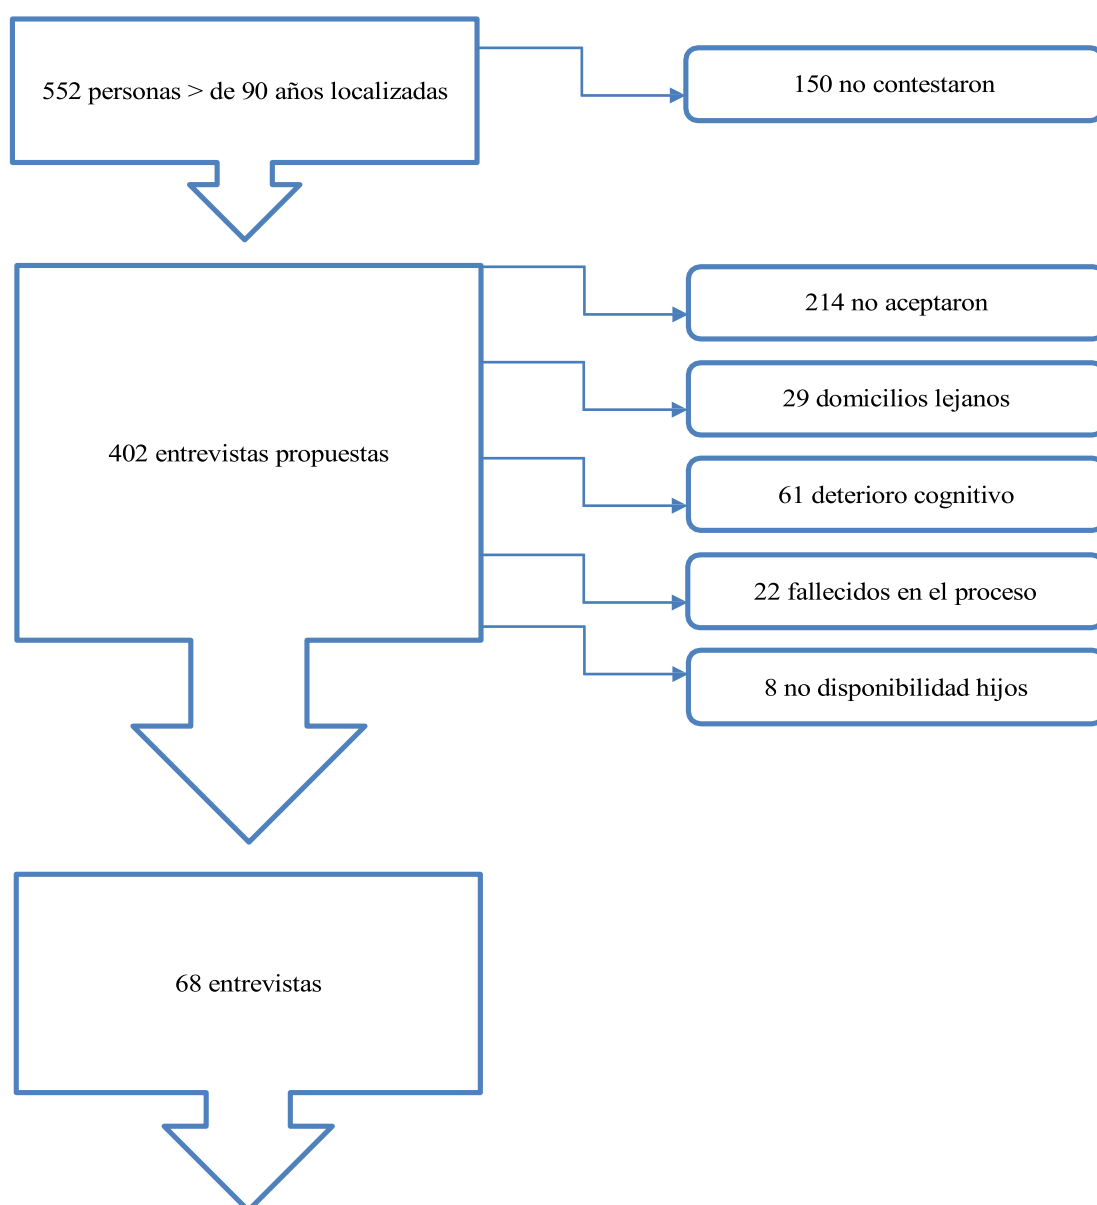 552 personas > de 90 años localizadas
150 no contestaron
214 no aceptaron
29 domicilios lejanos
402 entrevistas propuestas
61 deterioro cognitivo
22 fallecidos en el proceso
8 no disponibilidad hijos
68 entrevistas